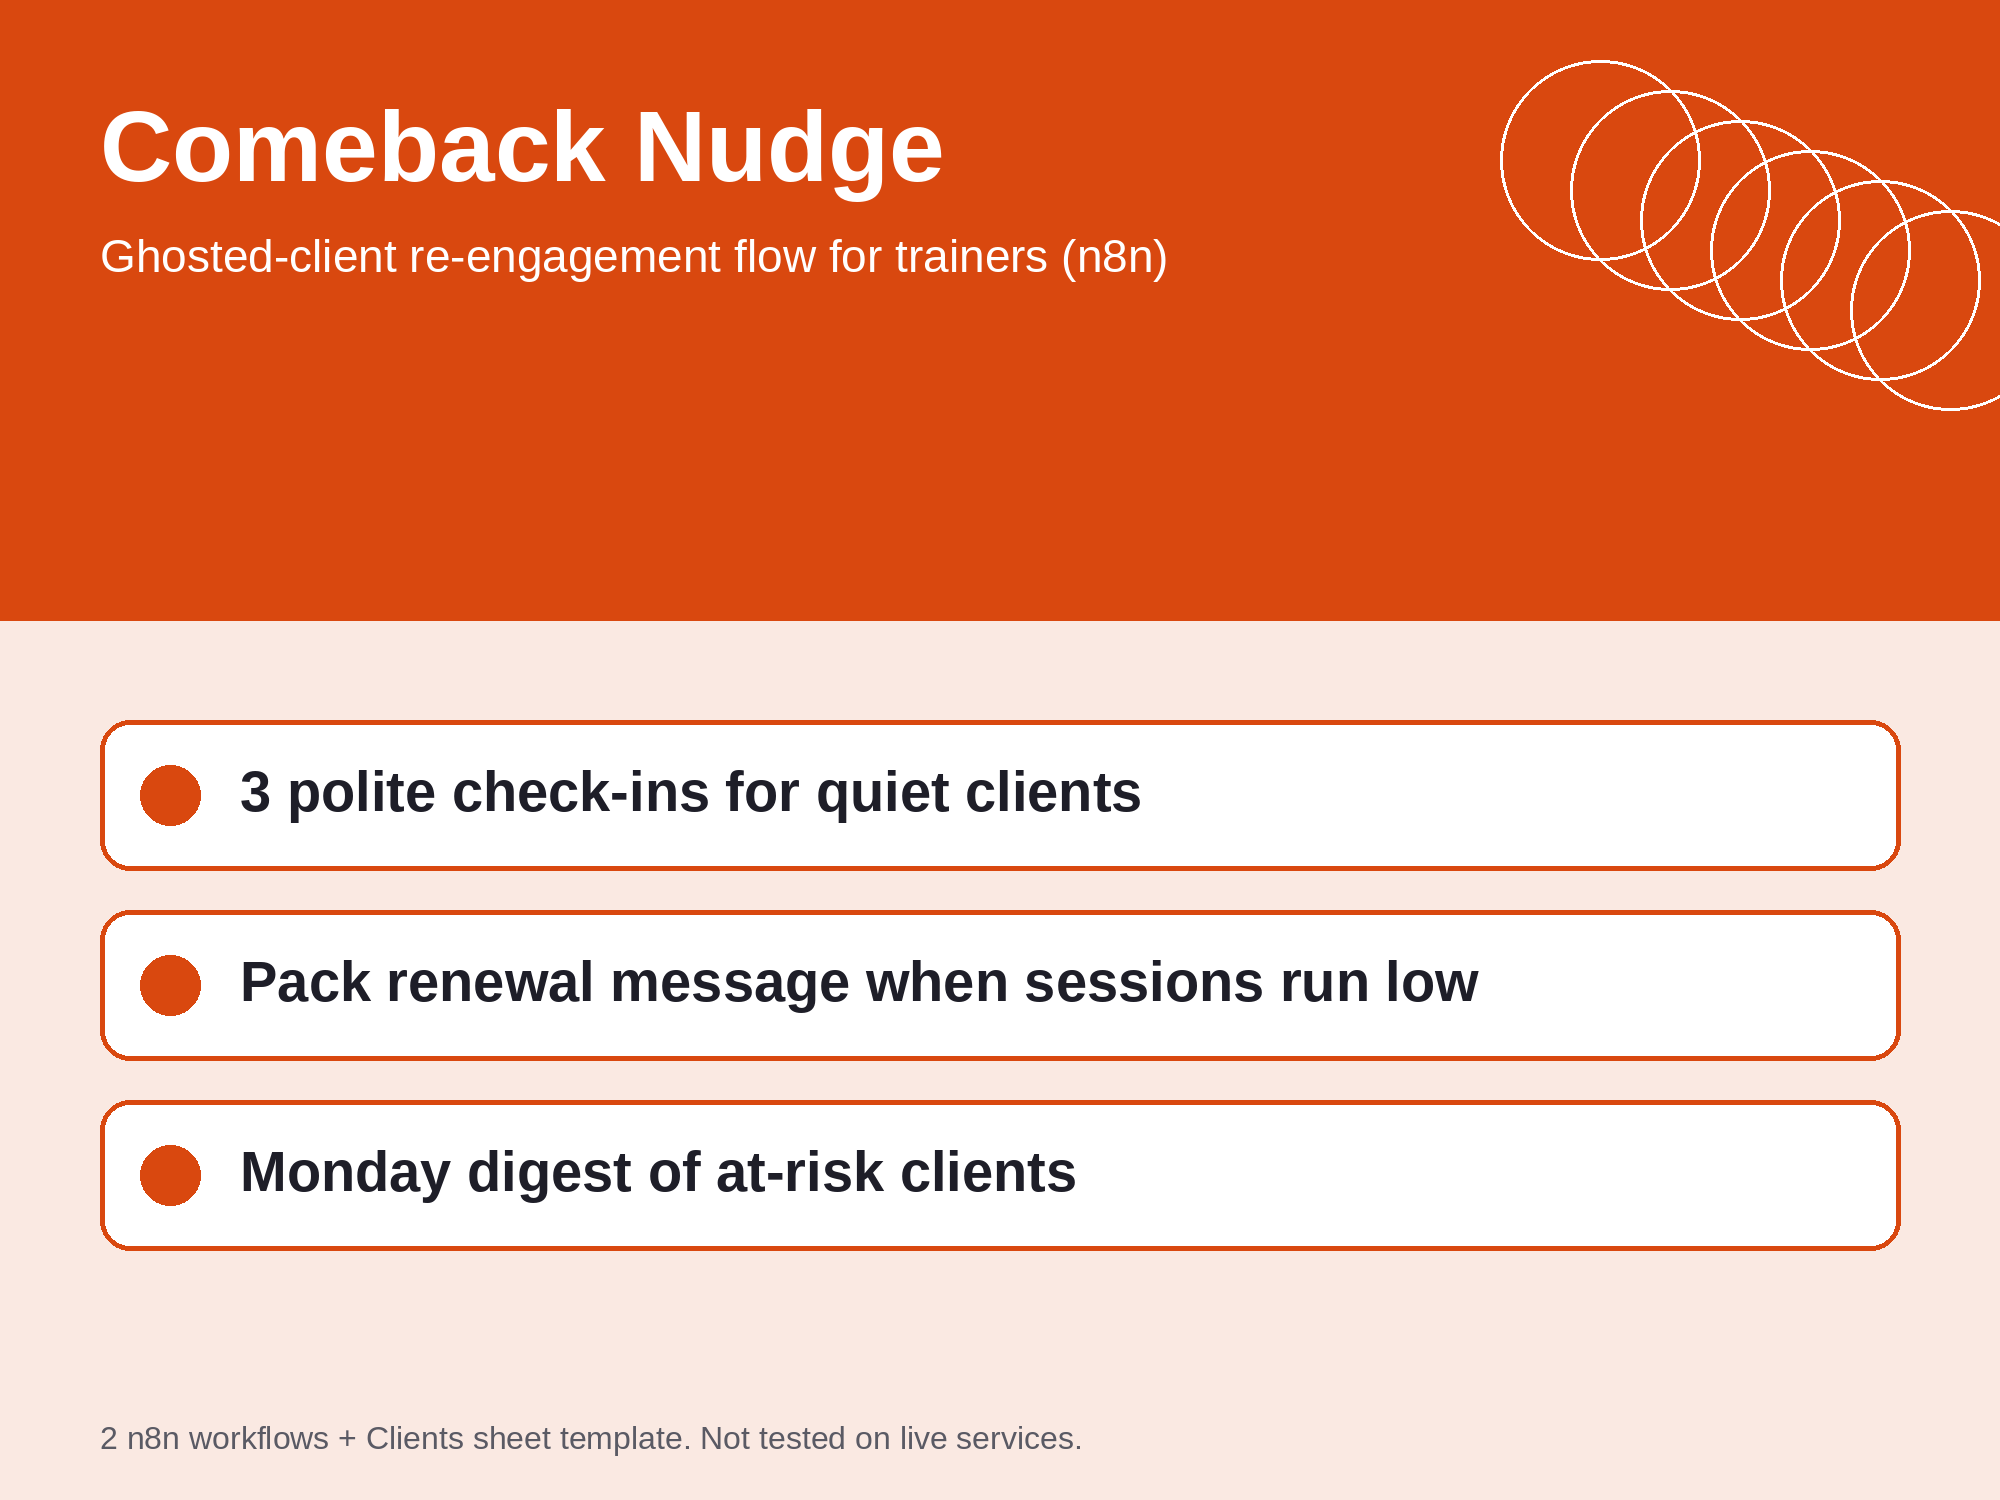 Comeback Nudge
Ghosted-client re-engagement flow for trainers (n8n)
3 polite check-ins for quiet clients
Pack renewal message when sessions run low
Monday digest of at-risk clients
2 n8n workflows + Clients sheet template. Not tested on live services.